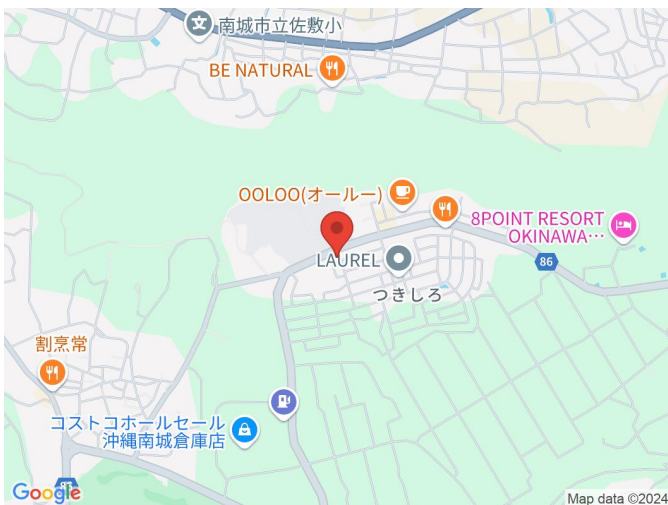 文
南城市立佐敷小
BE NATURAL
OOLOO(オールー)
8POINT RESORT
OKINAWA…
86
LAUREL
つきしろ
割烹常
コストコホールセール
沖縄南城倉庫店
Google
Map data ©2024